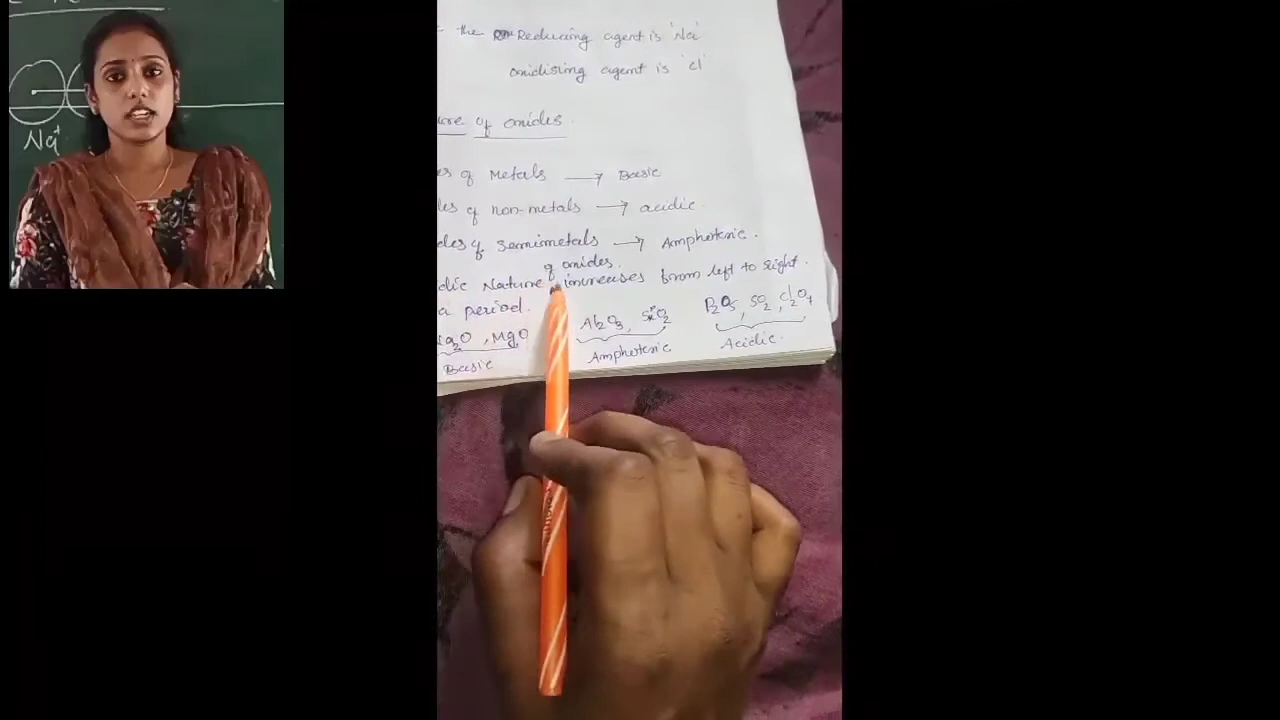 Na⁺
the Reducing agent is 'Na'
oxidising agent is 'Cl'
of oxides.
of Metals → Basic
of non-metals → acidic.
of semimetals → Amphoteric.
of oxides.
Nature increases from left to right.
period.
Na₂O, MgO Al₂O₃, SiO₂ P₂O₅, SO₂, Cl₂O₇
Basic Amphoteric Acidic.